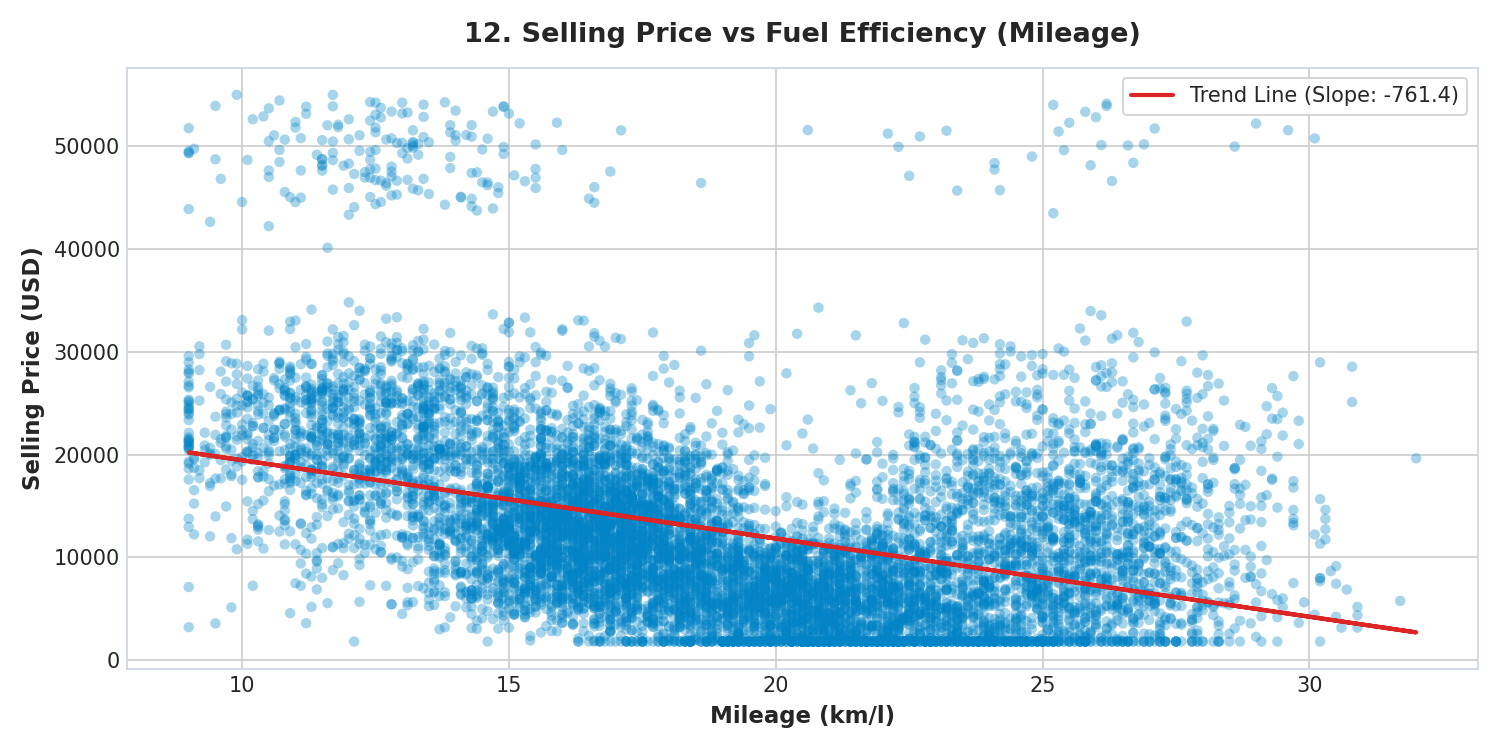 12. Selling Price vs Fuel Efficiency (Mileage)
Trend Line (Slope: -761.4)
Selling Price (USD)
50000
40000
30000
20000
10000
0
10
15
20
25
30
Mileage (km/l)